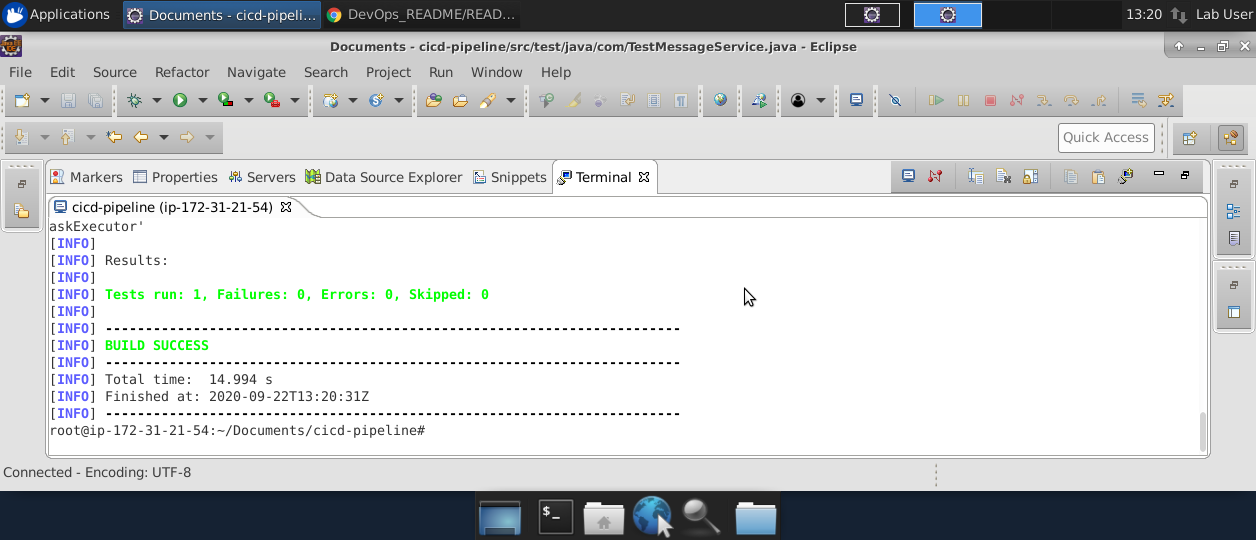 Applications
Documents - cicd-pipeli...
DevOps_README/READ...
13:20
Lab User
Documents - cicd-pipeline/src/test/java/com/TestMessageService.java - Eclipse
File Edit Source Refactor Navigate Search Project Run Window Help
Quick Access
Markers Properties Servers Data Source Explorer Snippets Terminal
cicd-pipeline (ip-172-31-21-54)
askExecutor'
[INFO]
[INFO] Results:
[INFO]
[INFO] Tests run: 1, Failures: 0, Errors: 0, Skipped: 0
[INFO]
[INFO] ------------------------------------------------------------------------
[INFO] BUILD SUCCESS
[INFO] ------------------------------------------------------------------------
[INFO] Total time:  14.994 s
[INFO] Finished at: 2020-09-22T13:20:31Z
[INFO] ------------------------------------------------------------------------
root@ip-172-31-21-54:~/Documents/cicd-pipeline#
Connected - Encoding: UTF-8
$_